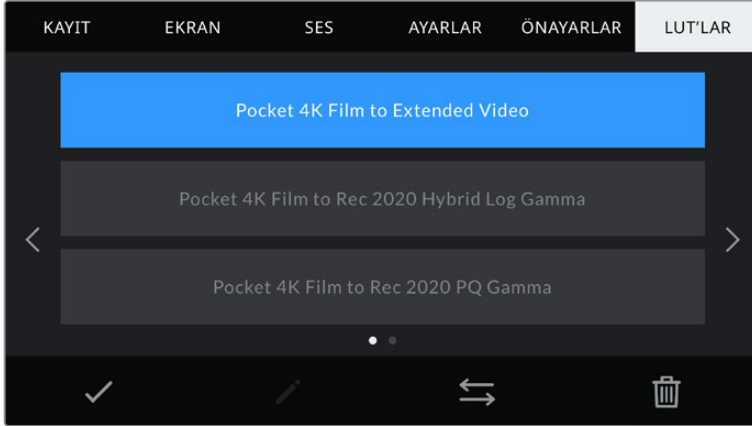 KAYIT EKRAN SES AYARLAR ÖNAYARLAR LUT'LAR
Pocket 4K Film to Extended Video
Pocket 4K Film to Rec 2020 Hybrid Log Gamma
Pocket 4K Film to Rec 2020 PQ Gamma